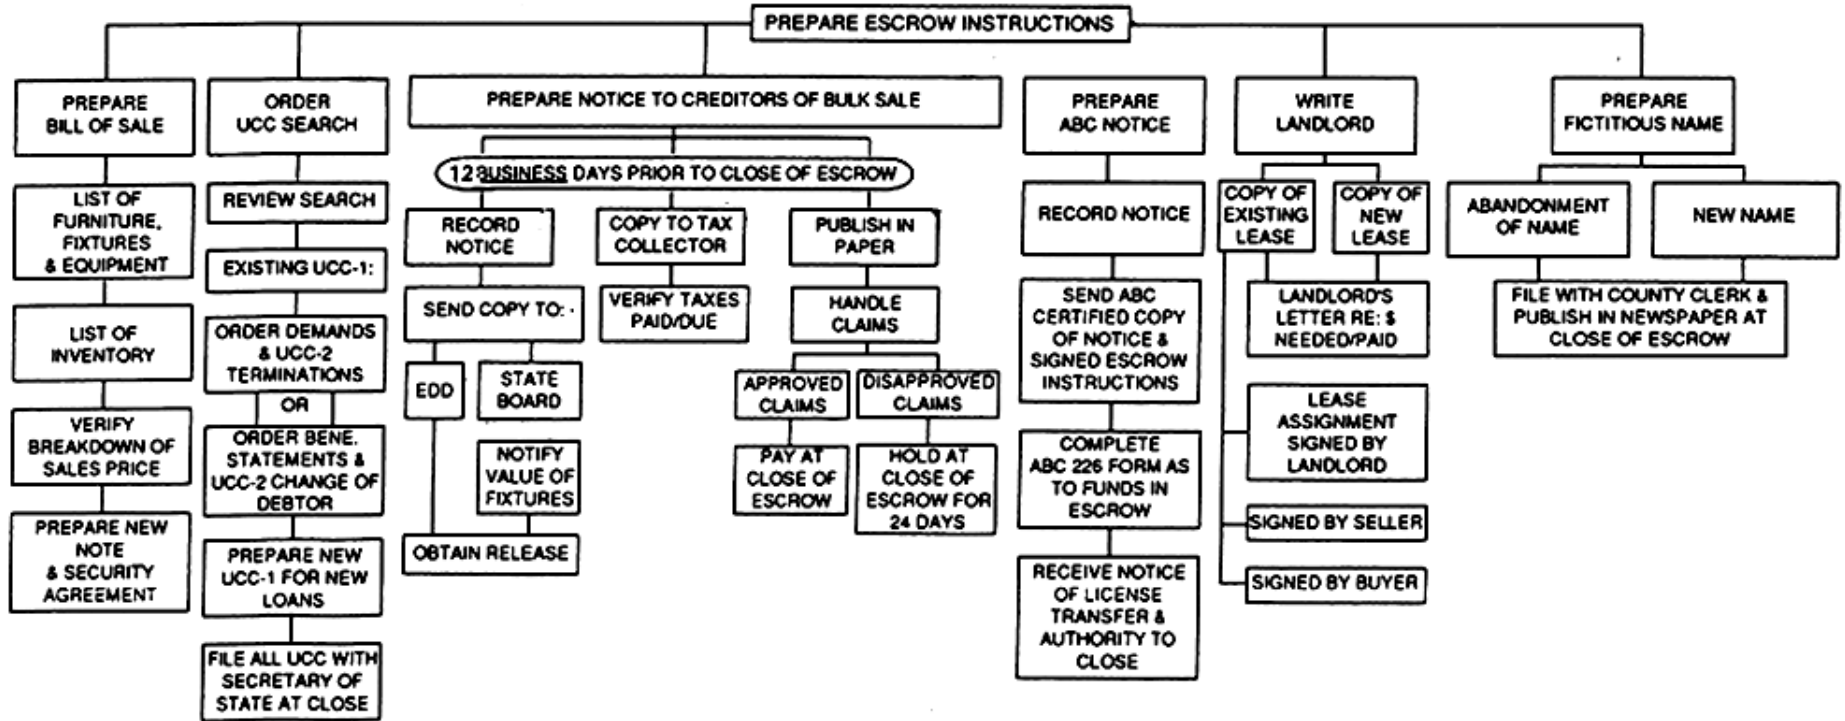 PREPARE ESCROW INSTRUCTIONS
PREPARE
BILL OF SALE
LIST OF
FURNITURE,
FIXTURES
& EQUIPMENT
LIST OF
INVENTORY
VERIFY
BREAKDOWN OF
SALES PRICE
PREPARE NEW
NOTE
& SECURITY
AGREEMENT
ORDER
UCC SEARCH
REVIEW SEARCH
EXISTING UCC-1:
ORDER DEMANDS
& UCC-2
TERMINATIONS
OR
ORDER BENE.
STATEMENTS &
UCC-2 CHANGE OF
DEBTOR
PREPARE NEW
UCC-1 FOR NEW
LOANS
FILE ALL UCC WITH
SECRETARY OF
STATE AT CLOSE
PREPARE NOTICE TO CREDITORS OF BULK SALE
12 BUSINESS DAYS PRIOR TO CLOSE OF ESCROW
RECORD
NOTICE
SEND COPY TO:
EDD
STATE
BOARD
NOTIFY
VALUE OF
FIXTURES
OBTAIN RELEASE
COPY TO TAX
COLLECTOR
VERIFY TAXES
PAID/DUE
PUBLISH IN
PAPER
HANDLE
CLAIMS
APPROVED
CLAIMS
PAY AT
CLOSE OF
ESCROW
DISAPPROVED
CLAIMS
HOLD AT
CLOSE OF
ESCROW FOR
24 DAYS
PREPARE
ABC NOTICE
RECORD NOTICE
SEND ABC
CERTIFIED COPY
OF NOTICE &
SIGNED ESCROW
INSTRUCTIONS
COMPLETE
ABC 226 FORM AS
TO FUNDS IN
ESCROW
RECEIVE NOTICE
OF LICENSE
TRANSFER &
AUTHORITY TO
CLOSE
WRITE
LANDLORD
COPY OF
EXISTING
LEASE
COPY OF
NEW
LEASE
LANDLORD'S
LETTER RE: $
NEEDED/PAID
LEASE
ASSIGNMENT
SIGNED BY
LANDLORD
SIGNED BY SELLER
SIGNED BY BUYER
PREPARE
FICTITIOUS NAME
ABANDONMENT
OF NAME
NEW NAME
FILE WITH COUNTY CLERK &
PUBLISH IN NEWSPAPER AT
CLOSE OF ESCROW